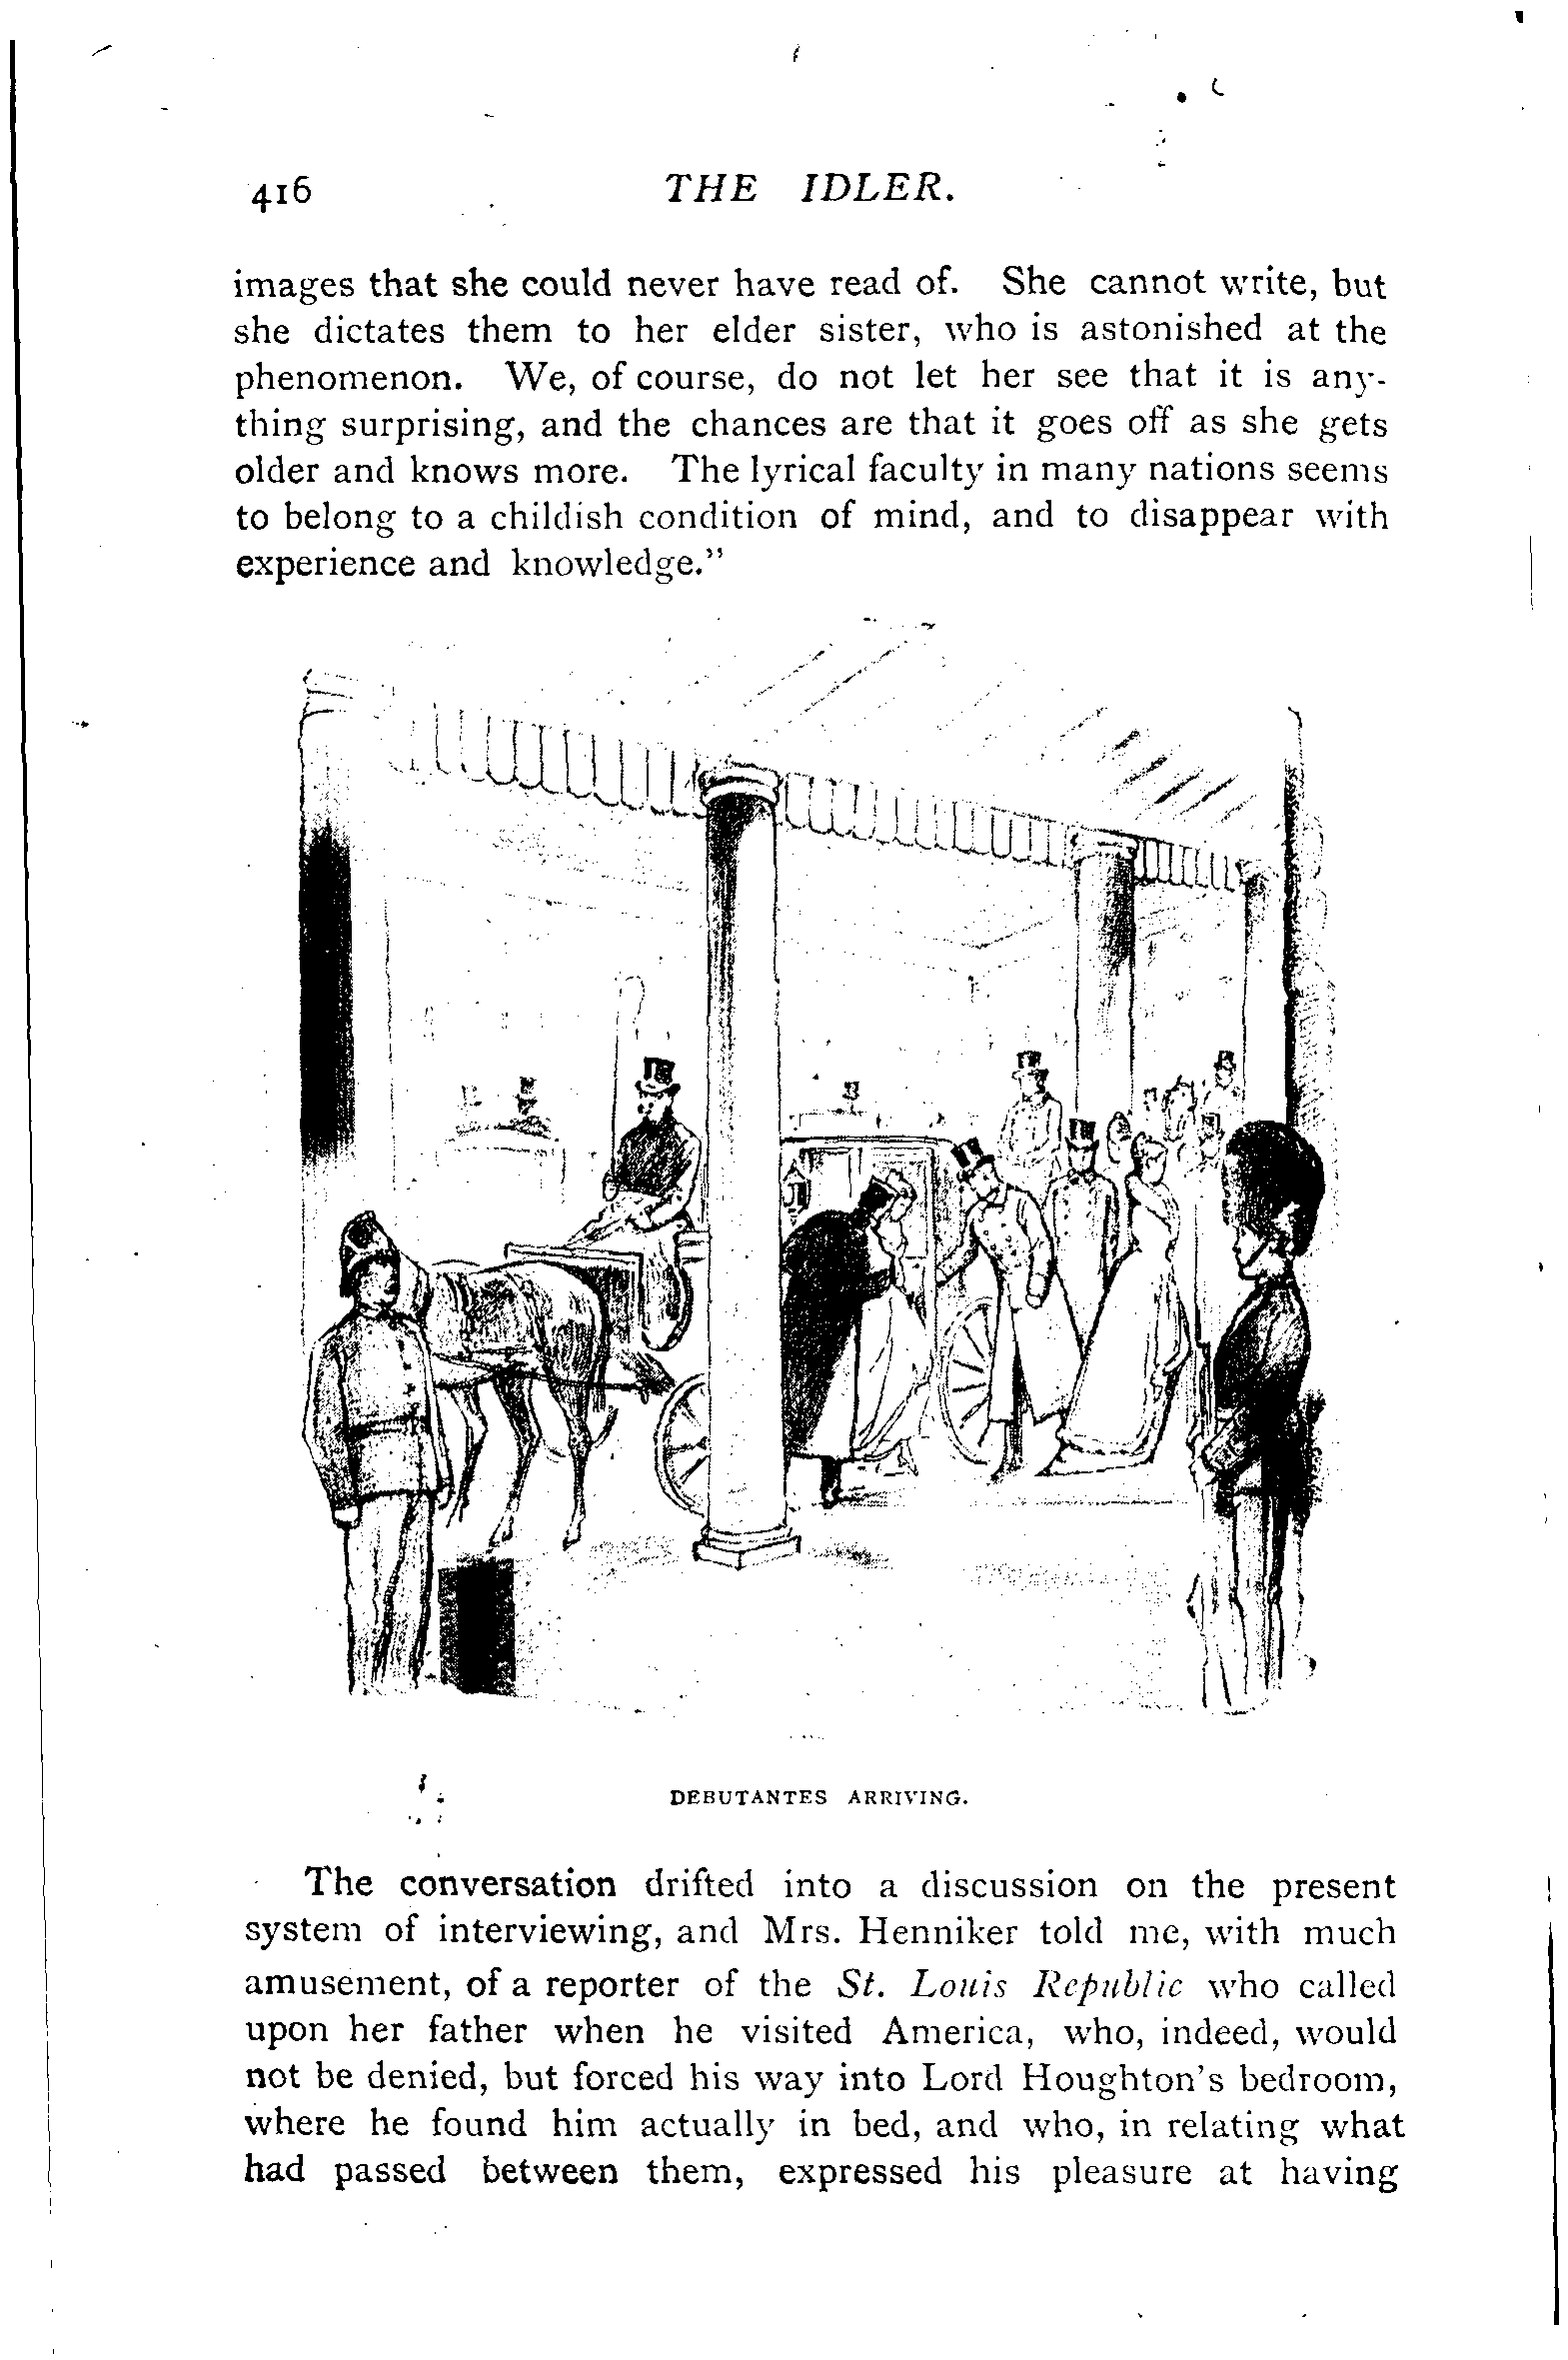 416 THE IDLER.
images that she could never have read of. She cannot write, but
she dictates them to her elder sister, who is astonished at the
phenomenon. We, of course, do not let her see that it is any-
thing surprising, and the chances are that it goes off as she gets
older and knows more. The lyrical faculty in many nations seems
to belong to a childish condition of mind, and to disappear with
experience and knowledge.”
DEBUTANTES ARRIVING.
The conversation drifted into a discussion on the present
system of interviewing, and Mrs. Henniker told me, with much
amusement, of a reporter of the St. Louis Republic who called
upon her father when he visited America, who, indeed, would
not be denied, but forced his way into Lord Houghton's bedroom,
where he found him actually in bed, and who, in relating what
had passed between them, expressed his pleasure at having